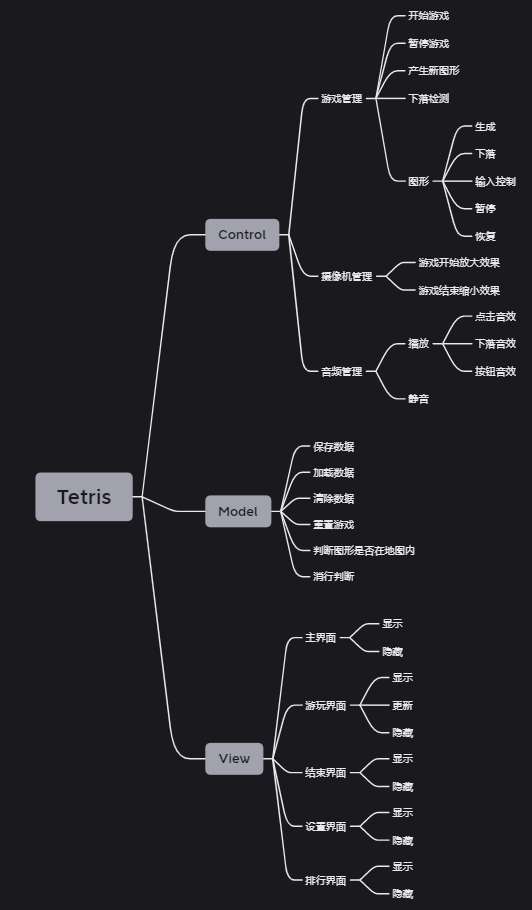 Tetris
Control
游戏管理
开始游戏
暂停游戏
产生新图形
下落检测
图形
生成
下落
输入控制
暂停
恢复
摄像机管理
游戏开始放大效果
游戏结束缩小效果
音频管理
播放
点击音效
下落音效
按钮音效
静音
Model
保存数据
加载数据
清除数据
重置游戏
判断图形是否在地图内
消行判断
View
主界面
显示
隐藏
游玩界面
显示
更新
隐藏
结束界面
显示
隐藏
设置界面
显示
隐藏
排行界面
显示
隐藏